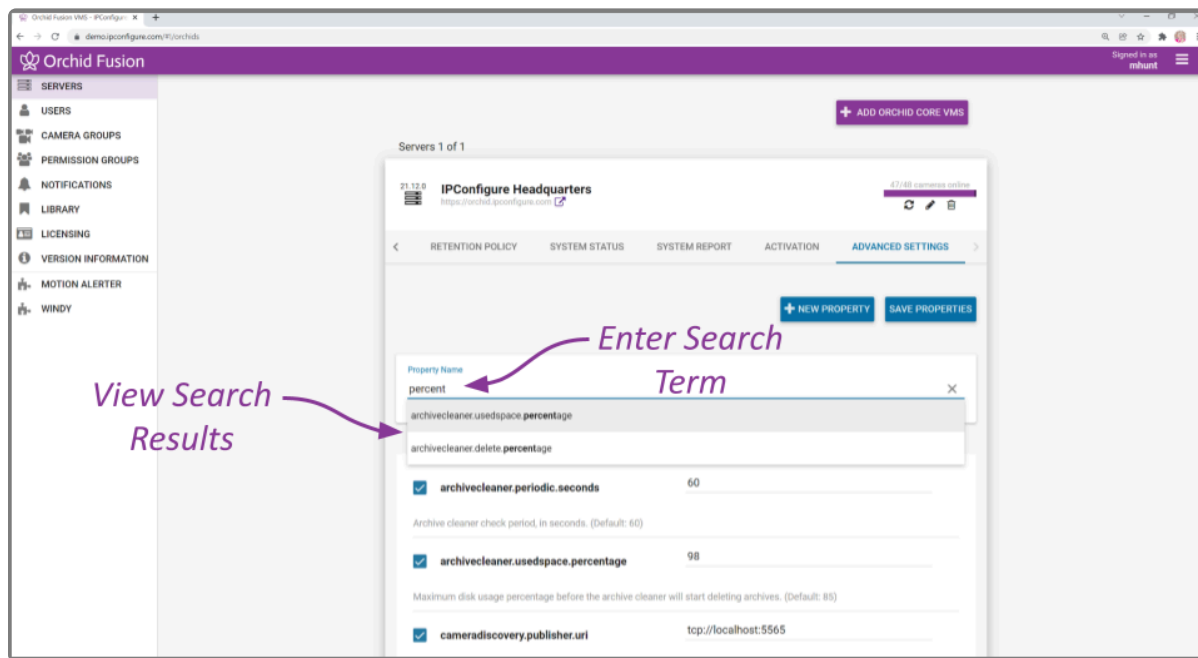 Orchid Fusion VMS - IPConfigur
demo.ipconfigure.com/#!/orchids
Orchid Fusion
Signed in as
mhunt
SERVERS
USERS
CAMERA GROUPS
PERMISSION GROUPS
NOTIFICATIONS
LIBRARY
LICENSING
VERSION INFORMATION
MOTION ALERTER
WINDY
+ ADD ORCHID CORE VMS
Servers 1 of 1
21.12.0
IPConfigure Headquarters
https://orchid.ipconfigure.com
47/48 cameras online
RETENTION POLICY SYSTEM STATUS SYSTEM REPORT ACTIVATION ADVANCED SETTINGS
+ NEW PROPERTY SAVE PROPERTIES
Enter Search
Term
Property Name
percent
View Search
Results
archivecleaner.usedspace.percentage
archivecleaner.delete.percentage
archivecleaner.periodic.seconds 60
Archive cleaner check period, in seconds. (Default: 60)
archivecleaner.usedspace.percentage 98
Maximum disk usage percentage before the archive cleaner will start deleting archives. (Default: 85)
cameradiscovery.publisher.uri tcp://localhost:5565